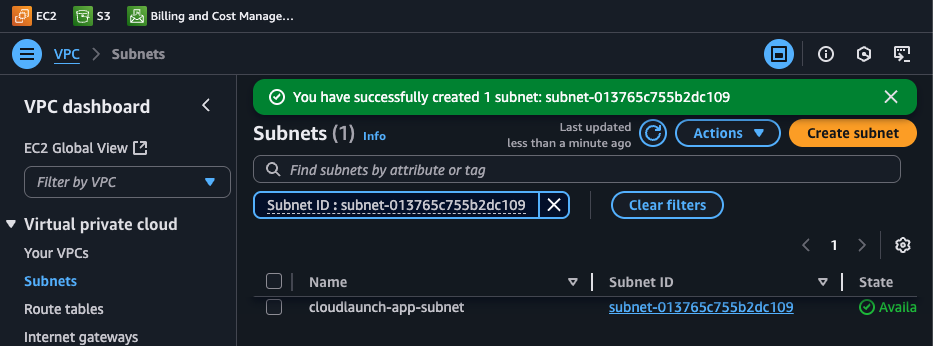 EC2 S3 Billing and Cost Manage...
VPC > Subnets
VPC dashboard
EC2 Global View
Filter by VPC
Virtual private cloud
Your VPCs
Subnets
Route tables
Internet gateways
You have successfully created 1 subnet: subnet-013765c755b2dc109
Subnets (1) Info
Last updated
less than a minute ago
Actions
Create subnet
Find subnets by attribute or tag
Subnet ID : subnet-013765c755b2dc109
Clear filters
1
Name Subnet ID State
cloudlaunch-app-subnet subnet-013765c755b2dc109 Availa